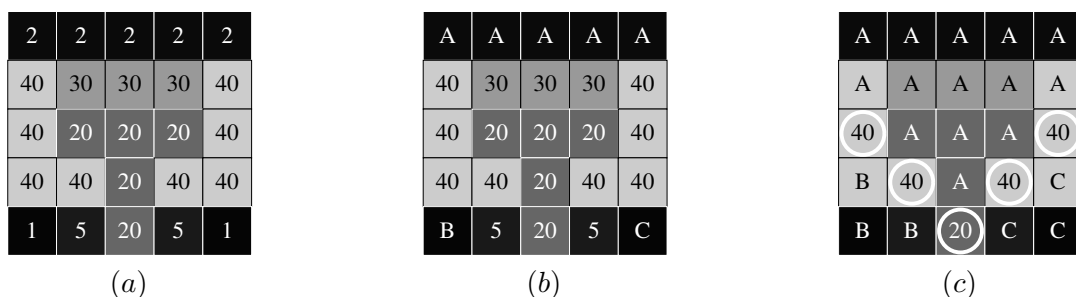 2 2 2 2 2 A A A A A A A A A A
40 30 30 30 40 40 30 30 30 40 A A A A A
40 20 20 20 40 40 20 20 20 40 40 A A A 40
40 40 20 40 40 40 40 20 40 40 B 40 A 40 C
1 5 20 5 1 B 5 20 5 C B B 20 C C
(a) (b) (c)